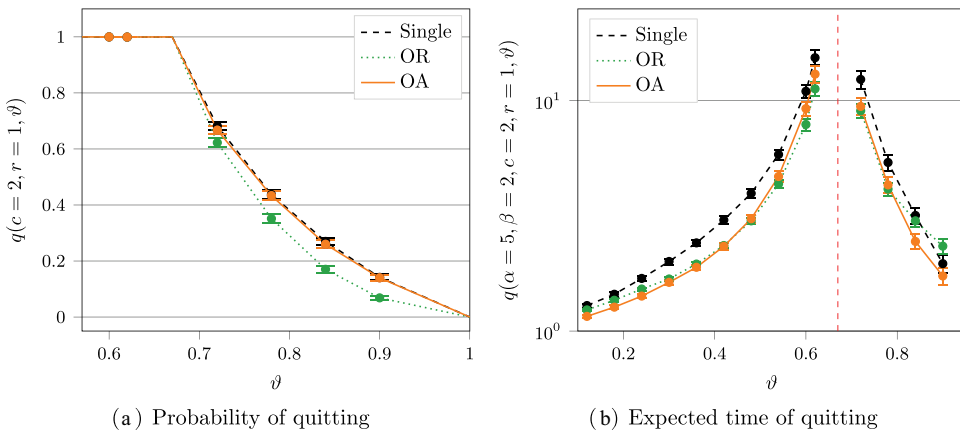 Single
OR
OA
1
0.8
0.6
0.4
0.2
0
q(c = 2, r = 1, ϑ)
0.6
0.7
0.8
0.9
1
ϑ
(a) Probability of quitting
Single
OR
OA
10¹
10⁰
q(α = 5, β = 2, c = 2, r = 1, ϑ)
0.2
0.4
0.6
0.8
ϑ
(b) Expected time of quitting